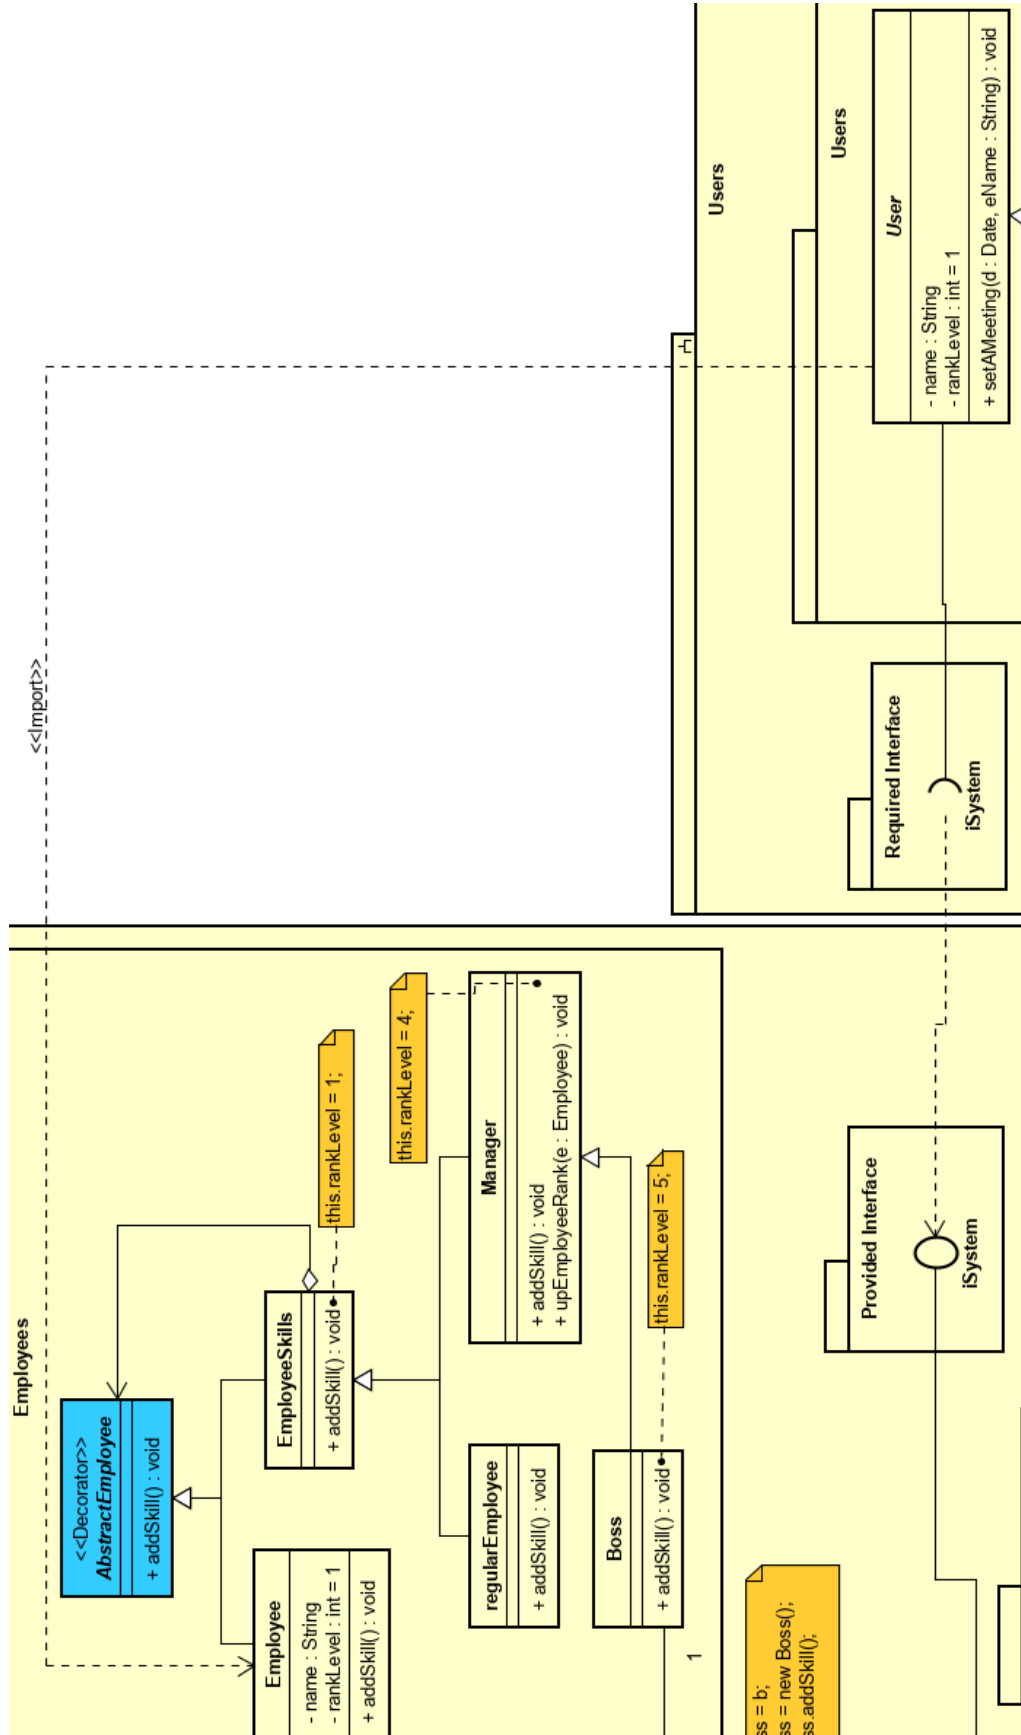 Employees
<<Decorator>>
AbstractEmployee
+ addSkill() : void
Employee
- name : String
- rankLevel : int = 1
+ addSkill() : void
EmployeeSkills
+ addSkill() : void
this.rankLevel = 1;
this.rankLevel = 4;
regularEmployee
+ addSkill() : void
Manager
+ addSkill() : void
+ upEmployeeRank(e : Employee) : void
Boss
+ addSkill() : void
this.rankLevel = 5;
1
ss = b;
ss = new Boss();
ss.addSkill();
Provided Interface
iSystem
<<Import>>
Users
Users
User
- name : String
- rankLevel : int = 1
+ setAMeeting(d : Date, eName : String) : void
Required Interface
iSystem